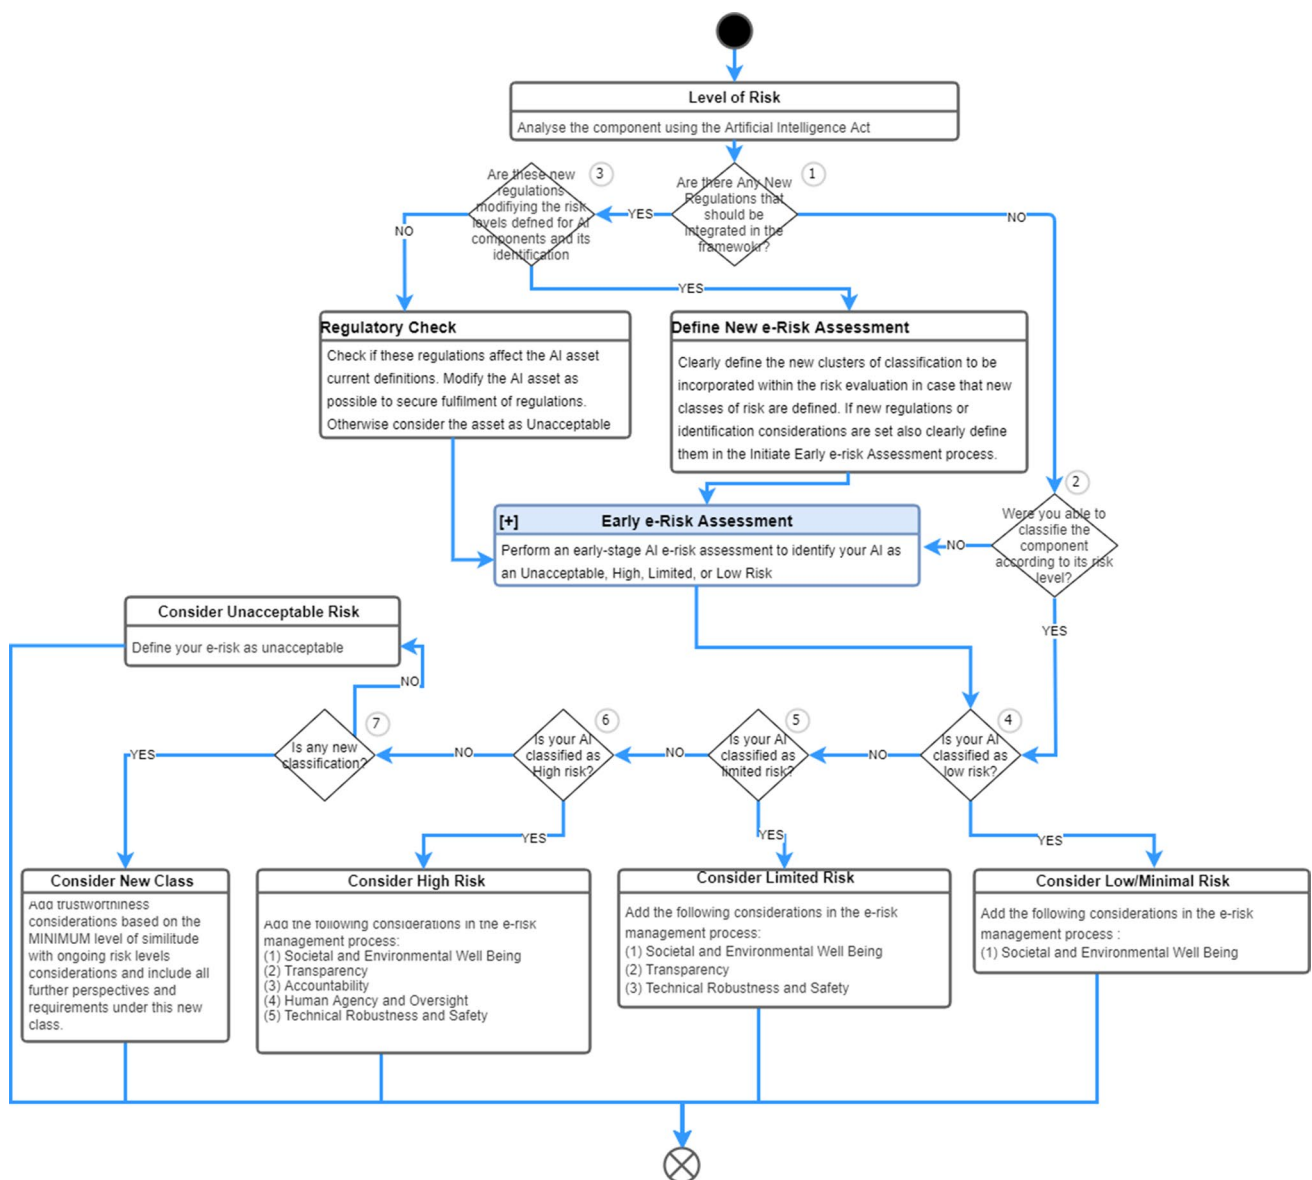 Level of Risk
Analyse the component using the Artificial Intelligence Act
3
Are these new
regulations
modifiying the risk
levels defned for AI
components and its
identification
1
Are there Any New
Regulations that
should be
integrated in the
framewokr?
YES
NO
NO
YES
Regulatory Check
Check if these regulations affect the AI asset
current definitions. Modify the AI asset as
possible to secure fulfilment of regulations.
Otherwise consider the asset as Unacceptable
Define New e-Risk Assessment
Clearly define the new clusters of classification to be
incorporated within the risk evaluation in case that new
classes of risk are defined. If new regulations or
identification considerations are set also clearly define
them in the Initiate Early e-risk Assessment process.
2
Were you able to
classifie the
component
according to its risk
level?
NO
YES
[+] Early e-Risk Assessment
Perform an early-stage AI e-risk assessment to identify your AI as
an Unacceptable, High, Limited, or Low Risk
Consider Unacceptable Risk
Define your e-risk as unacceptable
NO
7
Is any new
classification?
YES
6
Is your AI
classified as
High risk?
NO
YES
5
Is your AI
classified as
limited risk?
NO
YES
4
Is your AI
classified as
low risk?
NO
YES
Consider New Class
Add trustworthiness
considerations based on the
MINIMUM level of similitude
with ongoing risk levels
considerations and include all
further perspectives and
requirements under this new
class.
Consider High Risk
Add the following considerations in the e-risk
management process:
(1) Societal and Environmental Well Being
(2) Transparency
(3) Accountability
(4) Human Agency and Oversight
(5) Technical Robustness and Safety
Consider Limited Risk
Add the following considerations in the e-risk
management process:
(1) Societal and Environmental Well Being
(2) Transparency
(3) Technical Robustness and Safety
Consider Low/Minimal Risk
Add the following considerations in the e-risk
management process :
(1) Societal and Environmental Well Being